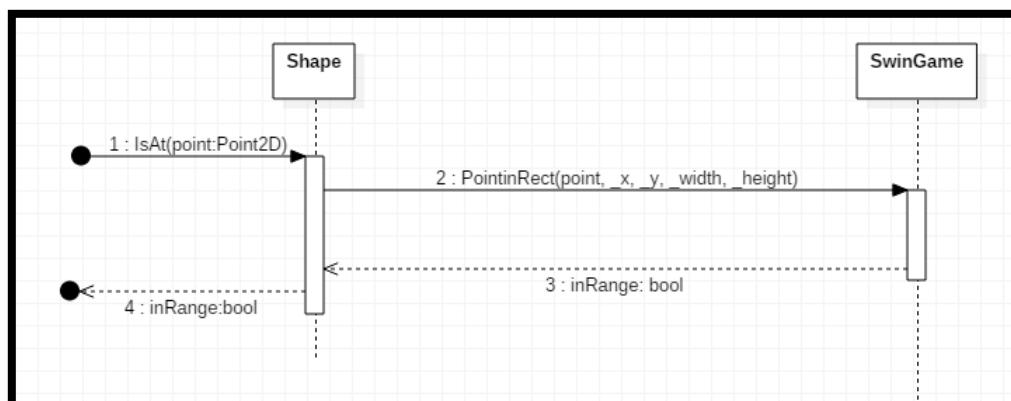 Shape
SwinGame
1 : IsAt(point:Point2D)
2 : PointinRect(point, _x, _y, _width, _height)
3 : inRange: bool
4 : inRange:bool